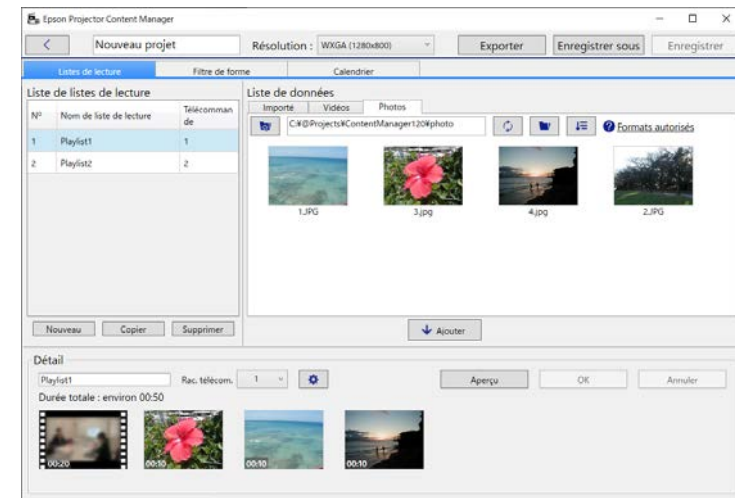 Epson Projector Content Manager
Nouveau projet
Résolution :
WXGA (1280x800)
Exporter
Enregistrer sous
Enregistrer
Listes de lecture
Filtre de forme
Calendrier
Liste de listes de lecture
Nº
Nom de liste de lecture
Télécomman
de
1
Playlist1
1
2
Playlist2
2
Nouveau
Copier
Supprimer
Liste de données
Importé
Vidéos
Photos
C:¥@Projects¥ContentManager120¥photo
Formats autorisés
1.JPG
3.jpg
4.jpg
2.JPG
Ajouter
Détail
Playlist1
Rac. télécom.
1
Aperçu
OK
Annuler
Durée totale : environ 00:50
00:20
00:10
00:10
00:10